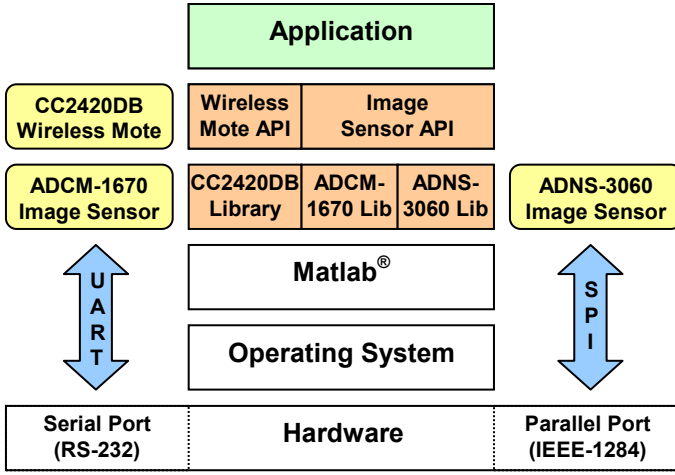 Application
CC2420DB
Wireless Mote
Wireless
Mote API
Image
Sensor API
ADCM-1670
Image Sensor
CC2420DB
Library
ADCM-
1670 Lib
ADNS-
3060 Lib
ADNS-3060
Image Sensor
UART
Matlab®
SPI
Operating System
Serial Port
(RS-232)
Hardware
Parallel Port
(IEEE-1284)